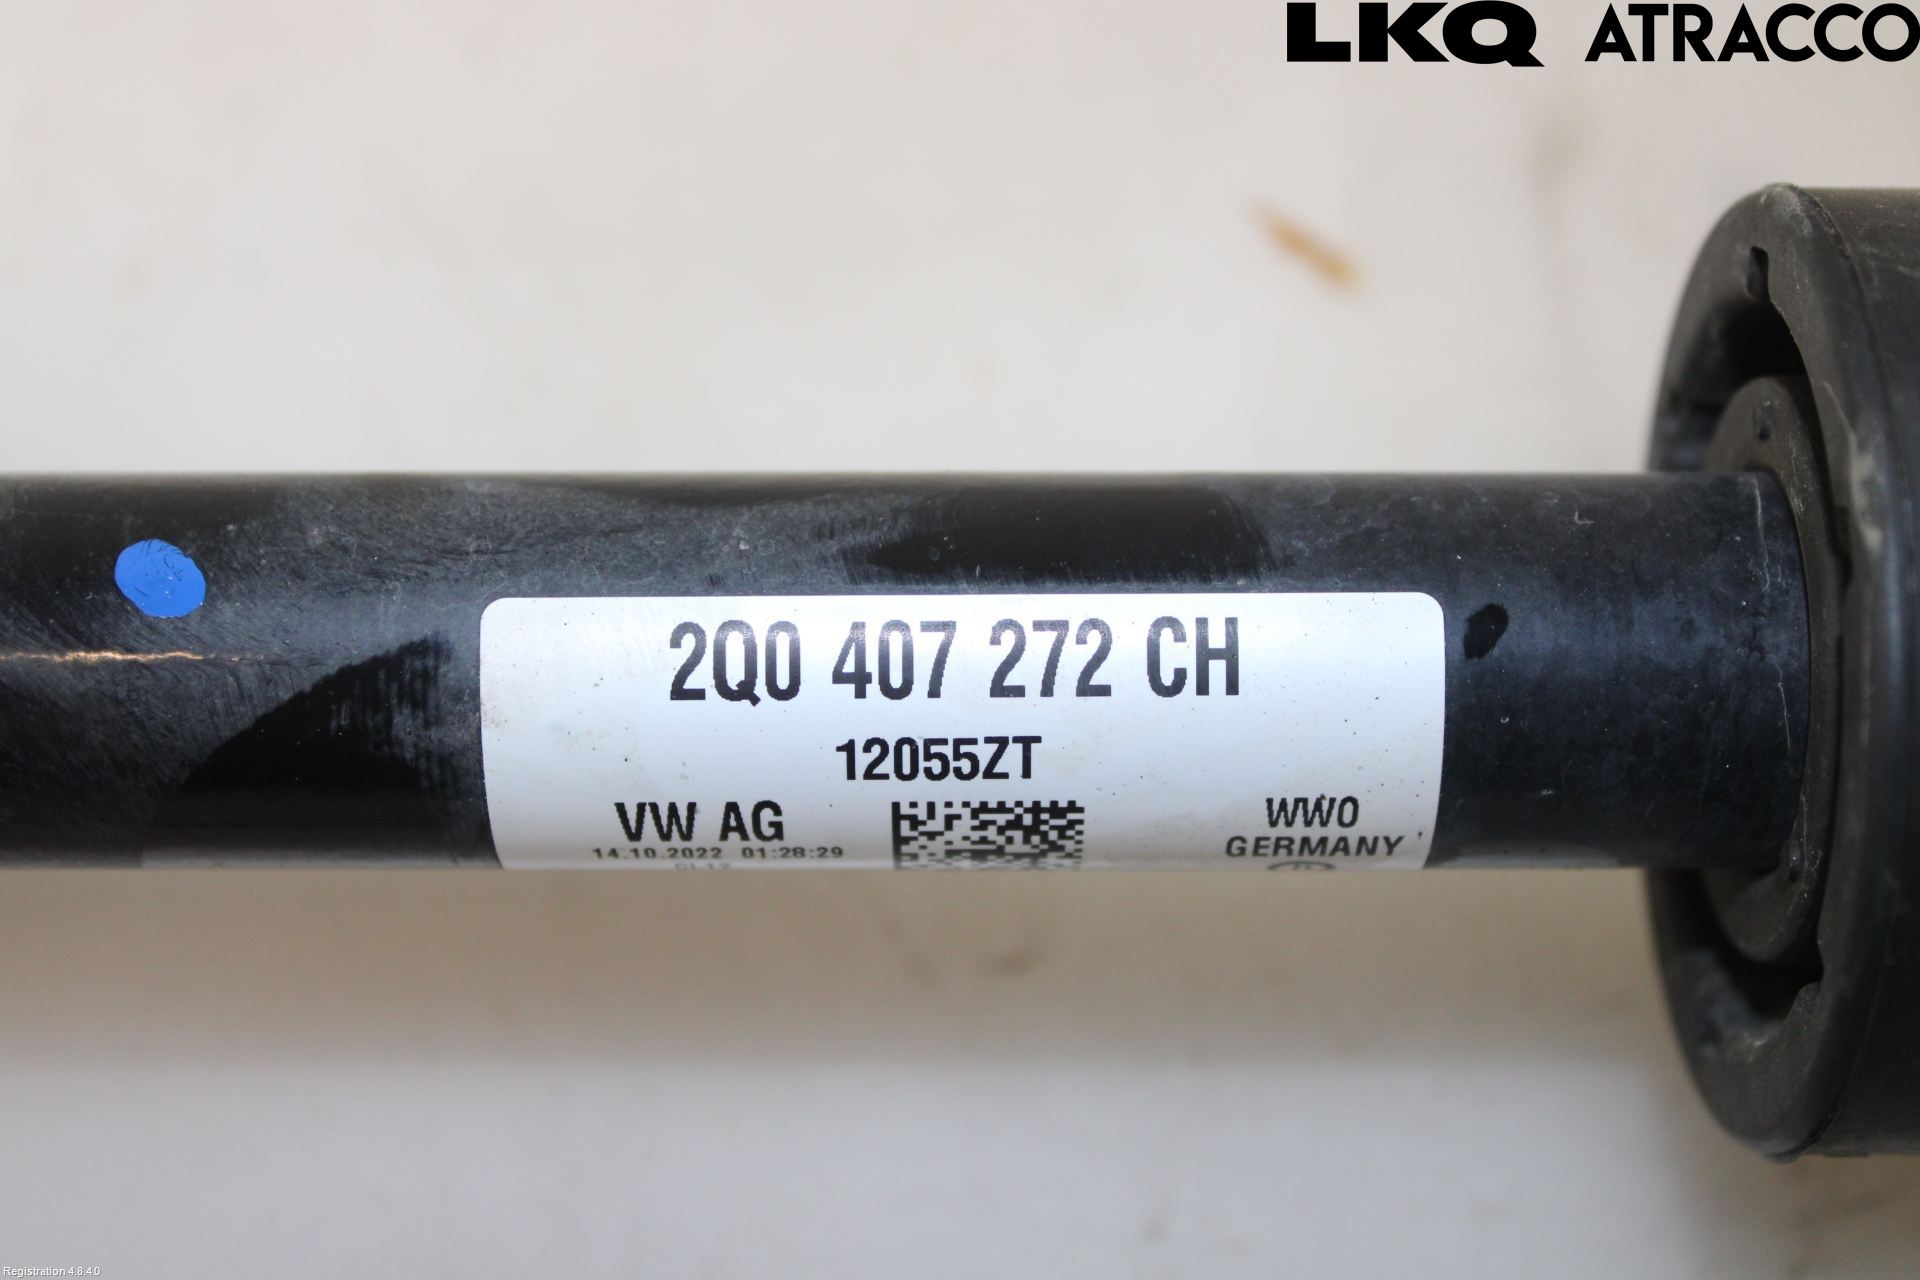 LKQ ATRACCO
2Q0 407 272 CH
12055ZT
VW AG
14.10.2022 01:28:29
WW0
GERMANY
Registration 4.8.4.0